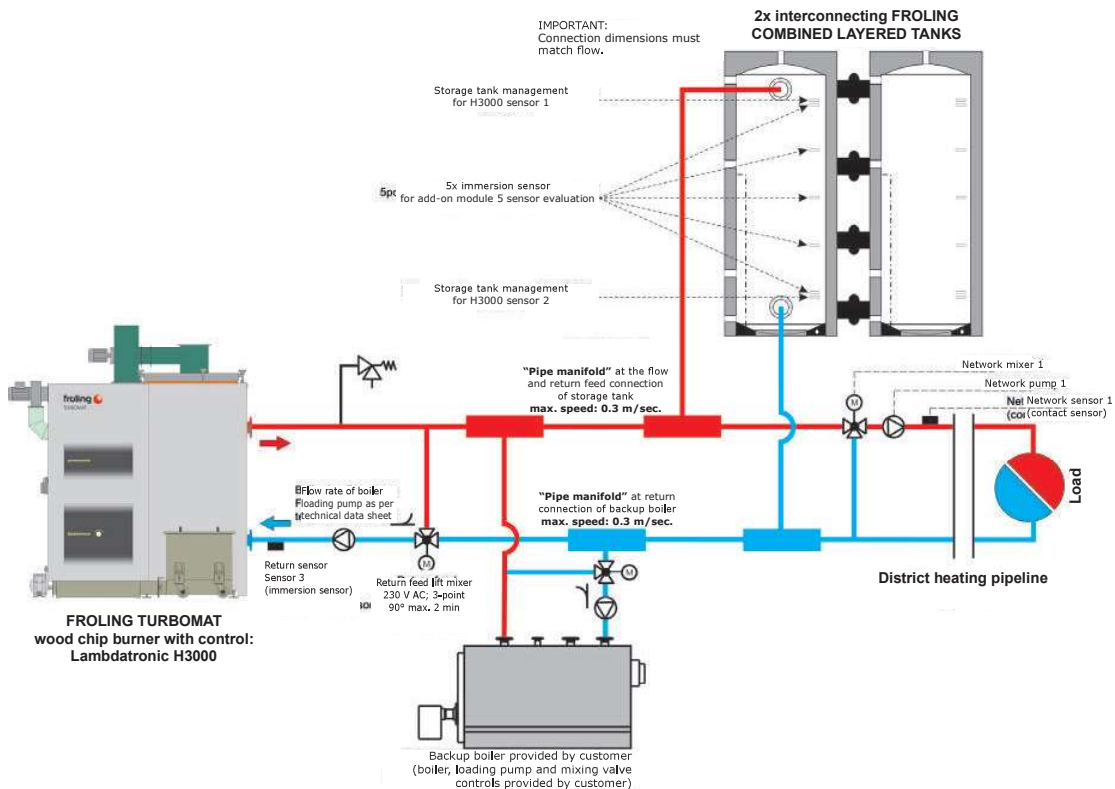 IMPORTANT:
Connection dimensions must
match flow.
2x interconnecting FROLING
COMBINED LAYERED TANKS
Storage tank management
for H3000 sensor 1
5x immersion sensor
for add-on module 5 sensor evaluation
Storage tank management
for H3000 sensor 2
"Pipe manifold" at the flow
and return feed connection
of storage tank
max. speed: 0.3 m/sec.
Network mixer 1
Network pump 1
Network sensor 1
(contact sensor)
M
froling
TURBOMAT
Load
Flow rate of boiler
loading pump as per
technical data sheet
"Pipe manifold" at return
connection of backup boiler
max. speed: 0.3 m/sec.
M
M
Return sensor
Sensor 3
(immersion sensor)
Return feed lift mixer
230 V AC; 3-point
90° max. 2 min
District heating pipeline
FROLING TURBOMAT
wood chip burner with control:
Lambdatronic H3000
Backup boiler provided by customer
(boiler, loading pump and mixing valve
controls provided by customer)